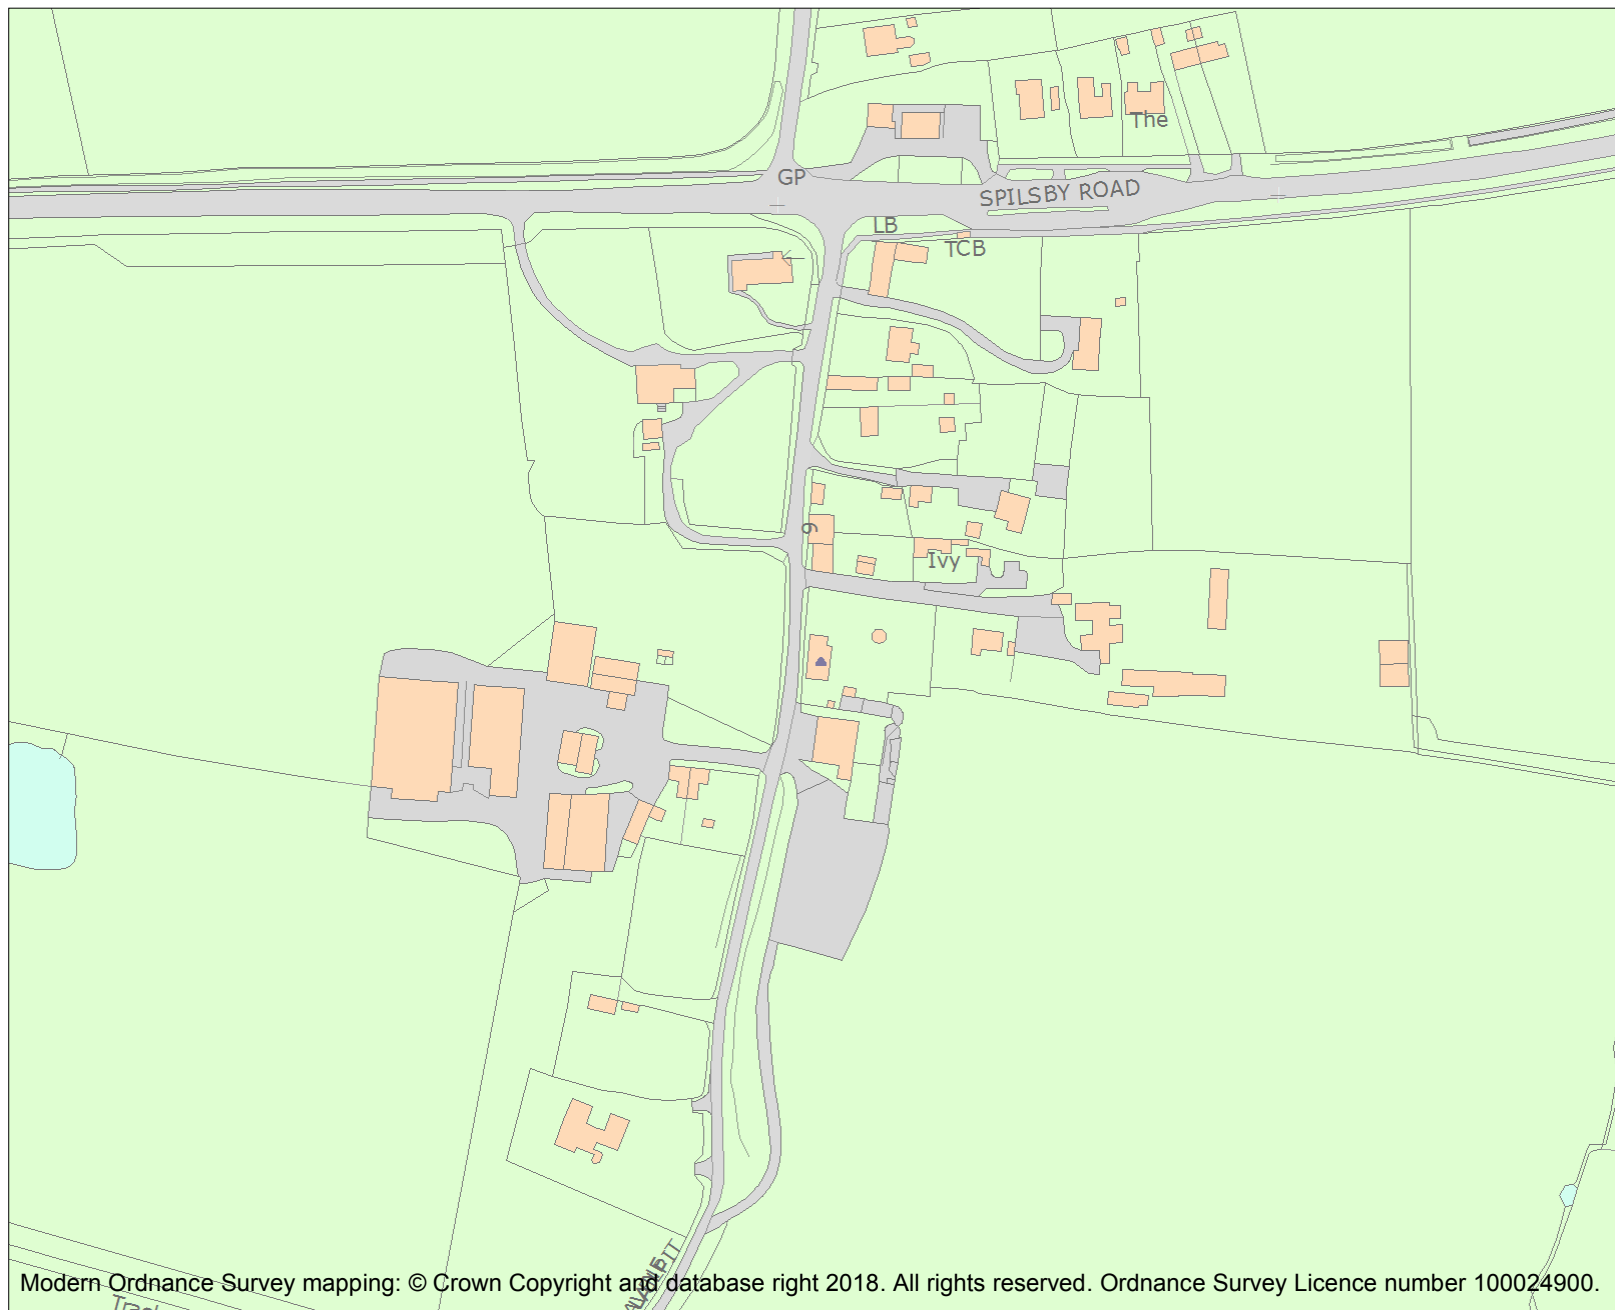 The
GP
SPILSBY ROAD
LB
TCB
6
Ivy
PIT
Modern Ordnance Survey mapping: © Crown Copyright and database right 2018. All rights reserved. Ordnance Survey Licence number 100024900.